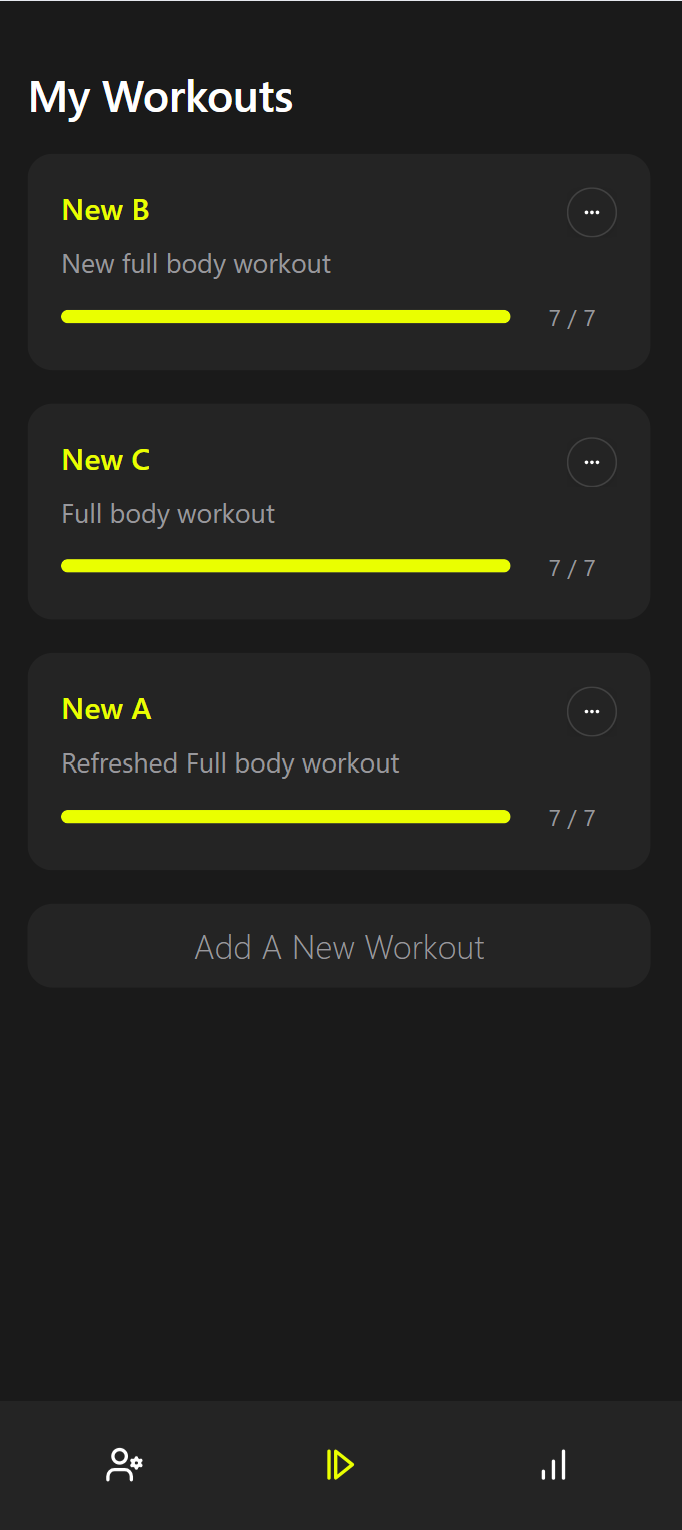 My Workouts
New B
New full body workout
7 / 7
New C
Full body workout
7 / 7
New A
Refreshed Full body workout
7 / 7
Add A New Workout